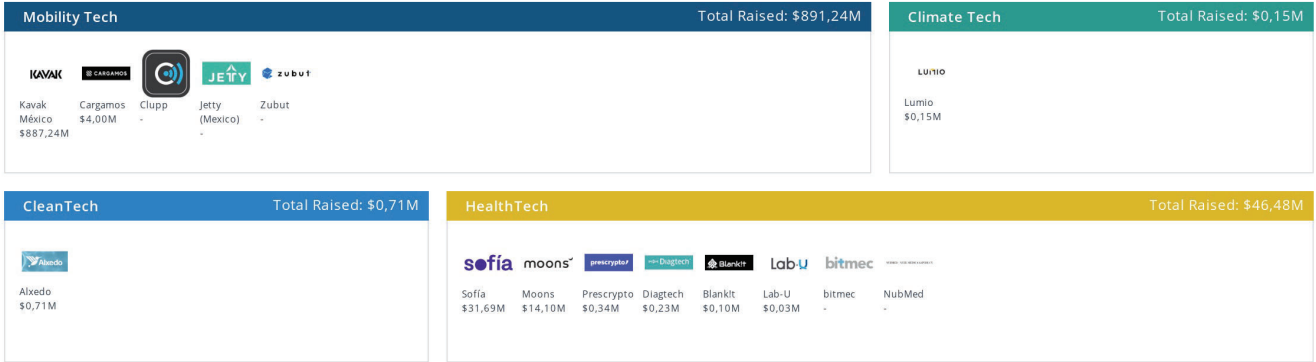 Mobility Tech Total Raised: $891,24M
KAVAK CARGAMOS JETTY zubut
Kavak México $887,24M
Cargamos $4,00M
Clupp -
Jetty (Mexico) -
Zubut -
Climate Tech Total Raised: $0,15M
LUMIO
Lumio
$0,15M
CleanTech Total Raised: $0,71M
Alxedo
Alxedo
$0,71M
HealthTech Total Raised: $46,48M
sofía moons prescrypto Diagtech Blank!t Lab-U bitmec
Sofía Moons Prescrypto Diagtech Blank!t Lab-U bitmec NubMed
$31,69M $14,10M $0,34M $0,23M $0,10M $0,03M - -